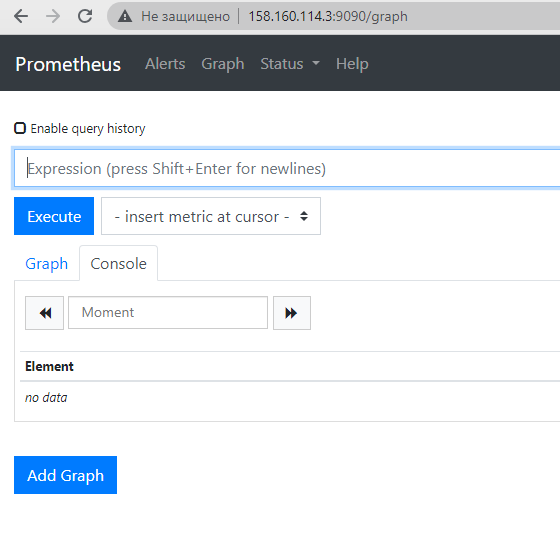 Не защищено 158.160.114.3:9090/graph
Prometheus Alerts Graph Status Help
Enable query history
Expression (press Shift+Enter for newlines)
Execute - insert metric at cursor -
Graph Console
Moment
Element
no data
Add Graph